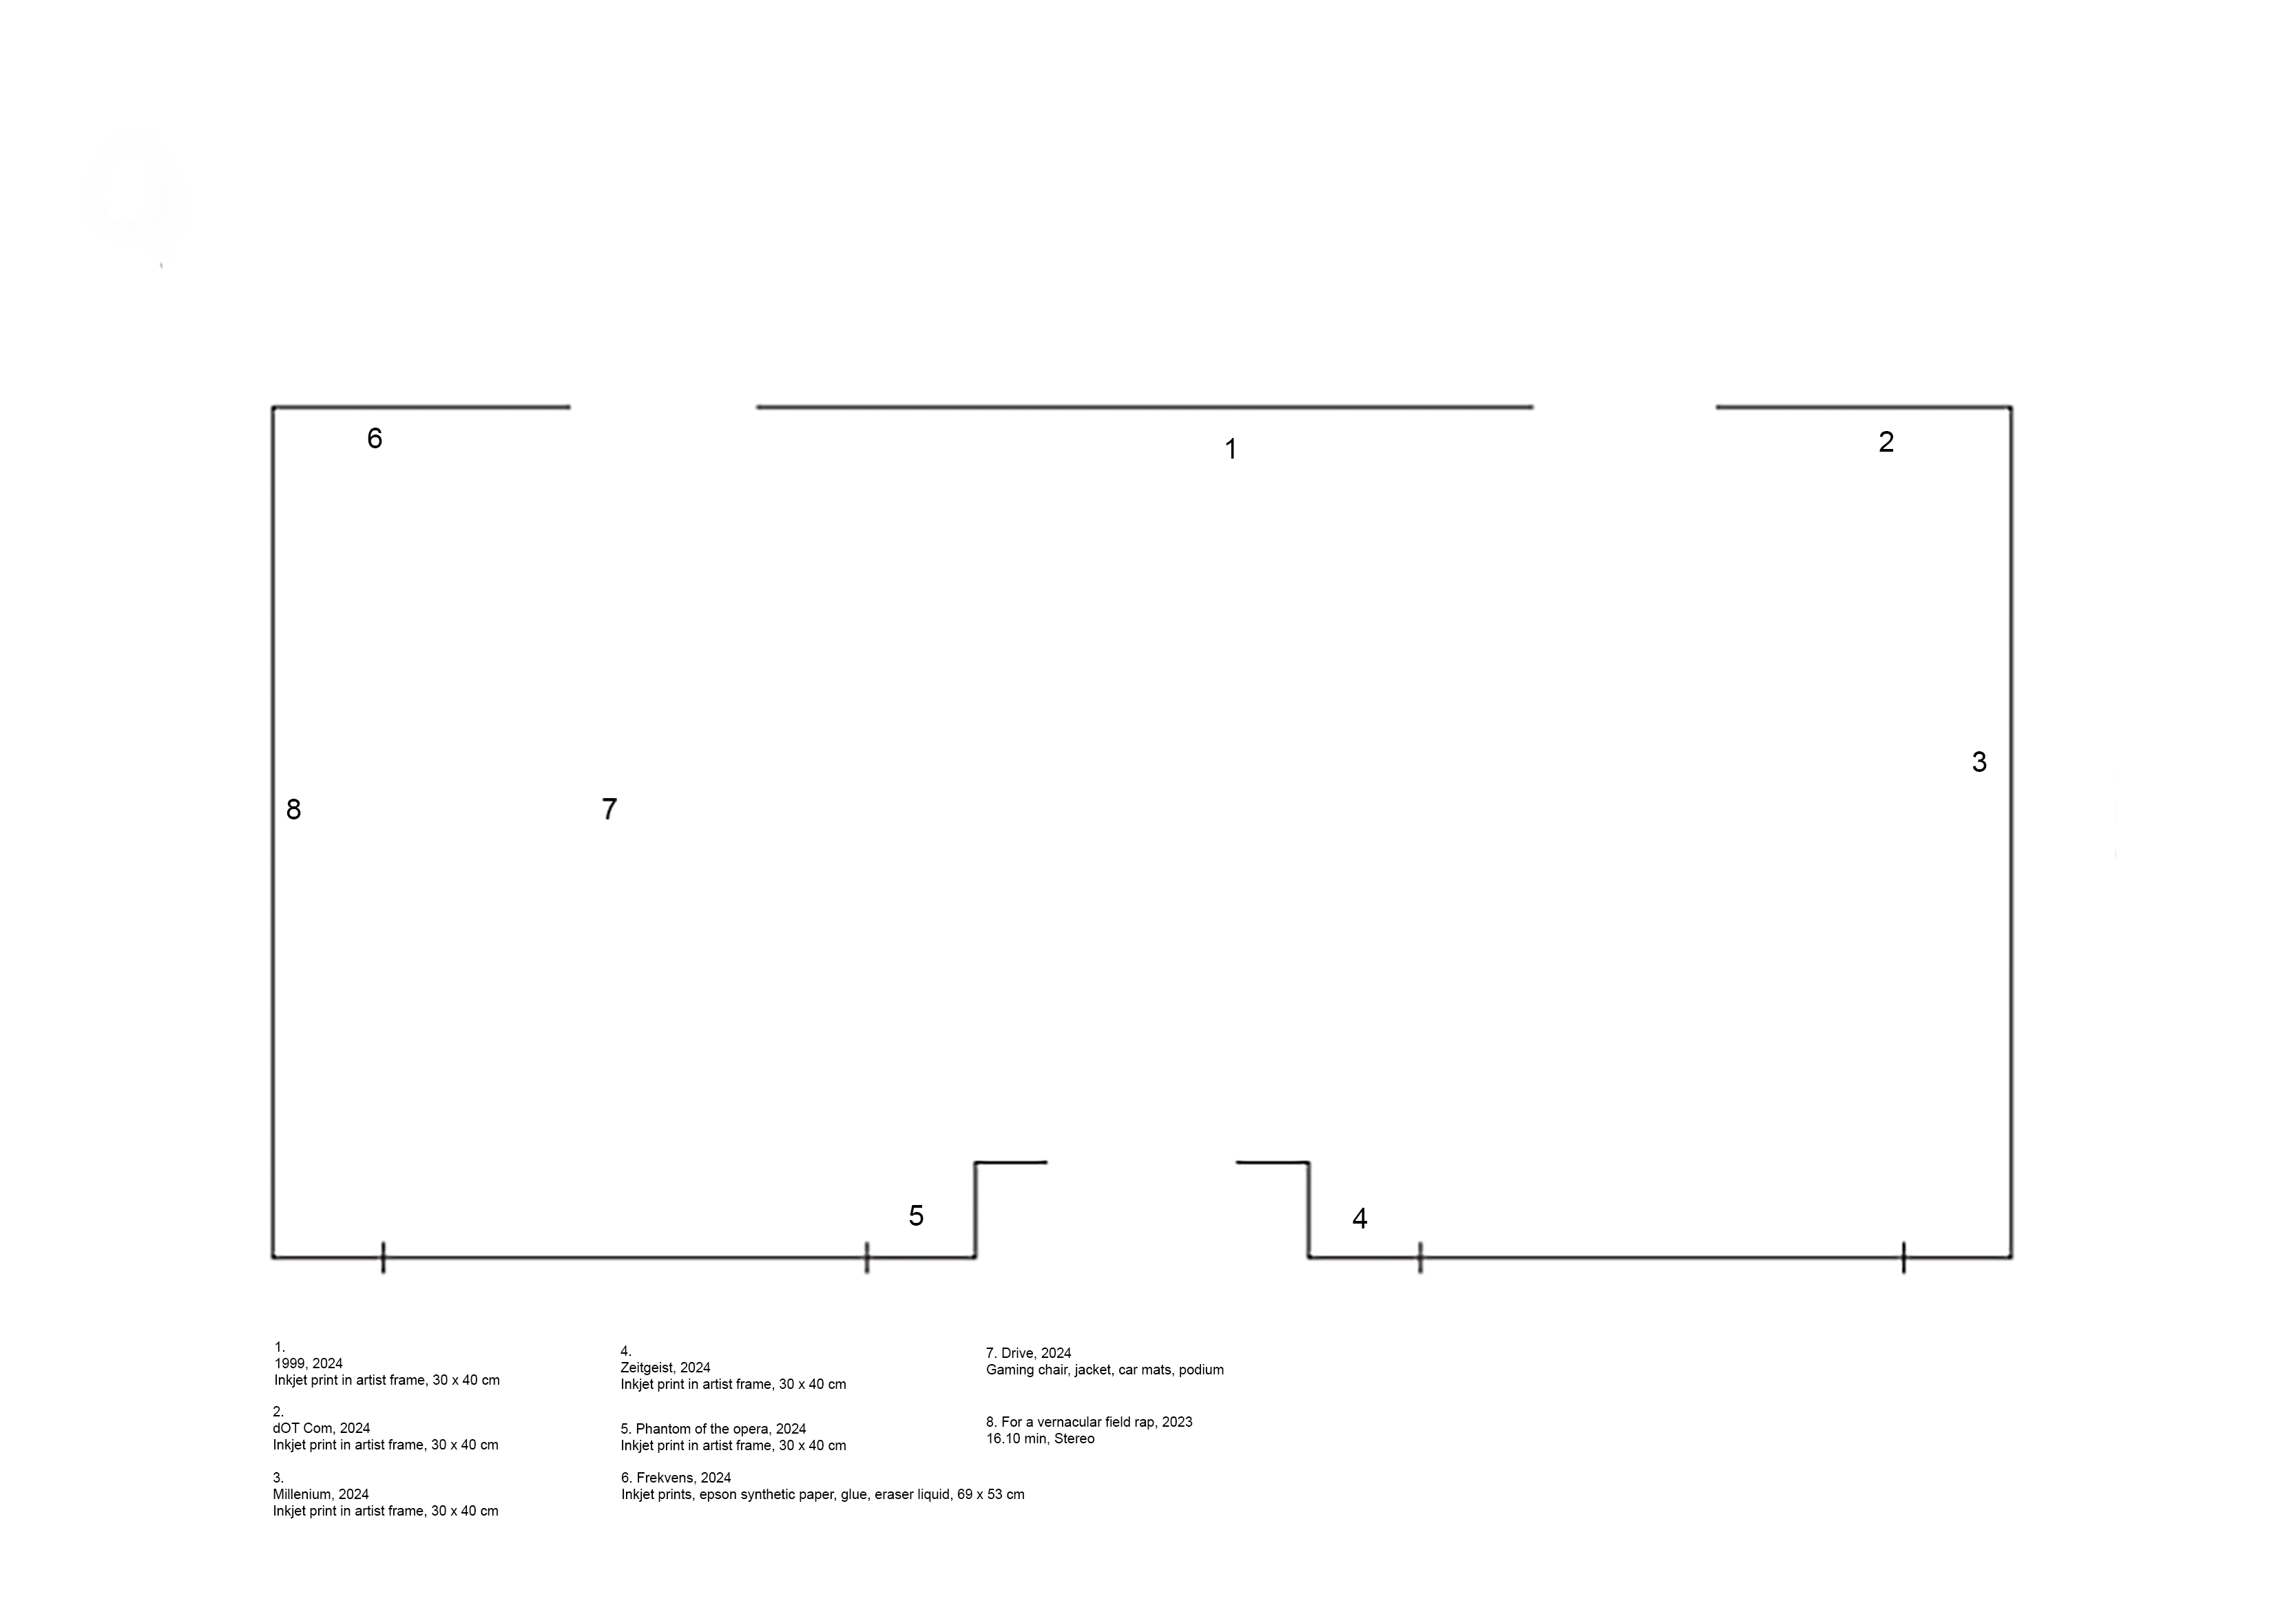 6
1
2
3
8
7
5
4
1.
1999, 2024
Inkjet print in artist frame, 30 x 40 cm
2.
dOT Com, 2024
Inkjet print in artist frame, 30 x 40 cm
3.
Millenium, 2024
Inkjet print in artist frame, 30 x 40 cm
4.
Zeitgeist, 2024
Inkjet print in artist frame, 30 x 40 cm
5. Phantom of the opera, 2024
Inkjet print in artist frame, 30 x 40 cm
6. Frekvens, 2024
Inkjet prints, epson synthetic paper, glue, eraser liquid, 69 x 53 cm
7. Drive, 2024
Gaming chair, jacket, car mats, podium
8. For a vernacular field rap, 2023
16.10 min, Stereo